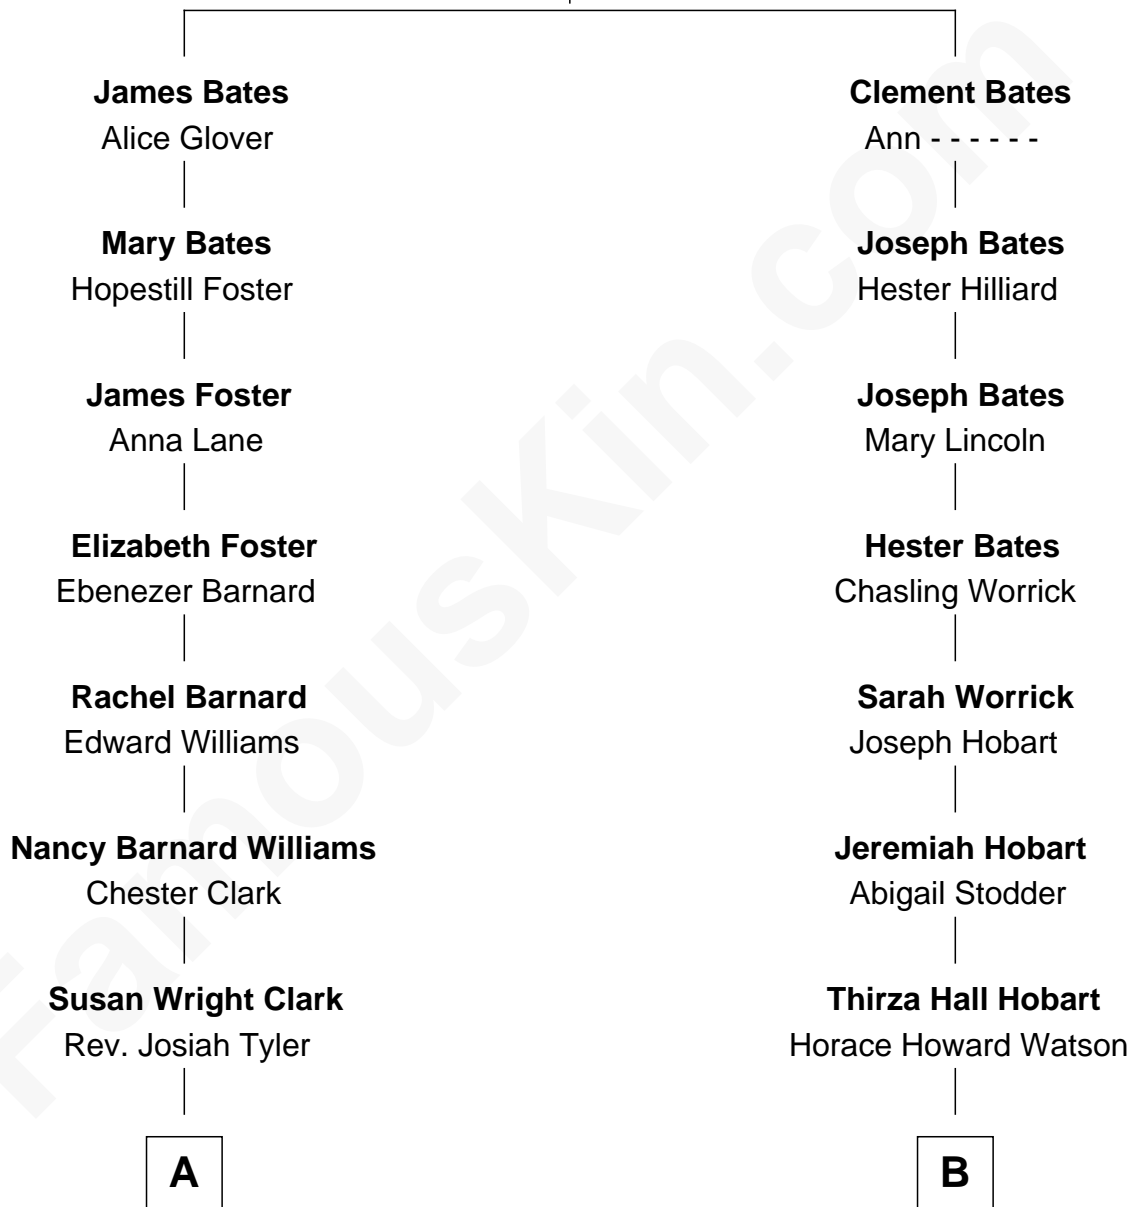 James Bates
Alice Glover
Mary Bates
Hopestill Foster
James Foster
Anna Lane
Elizabeth Foster
Ebenezer Barnard
Rachel Barnard
Edward Williams
Nancy Barnard Williams
Chester Clark
Susan Wright Clark
Rev. Josiah Tyler
A
Clement Bates
Ann - - - - - -
Joseph Bates
Hester Hilliard
Joseph Bates
Mary Lincoln
Hester Bates
Chasling Worrick
Sarah Worrick
Joseph Hobart
Jeremiah Hobart
Abigail Stodder
Thirza Hall Hobart
Horace Howard Watson
B
FamousKin.com